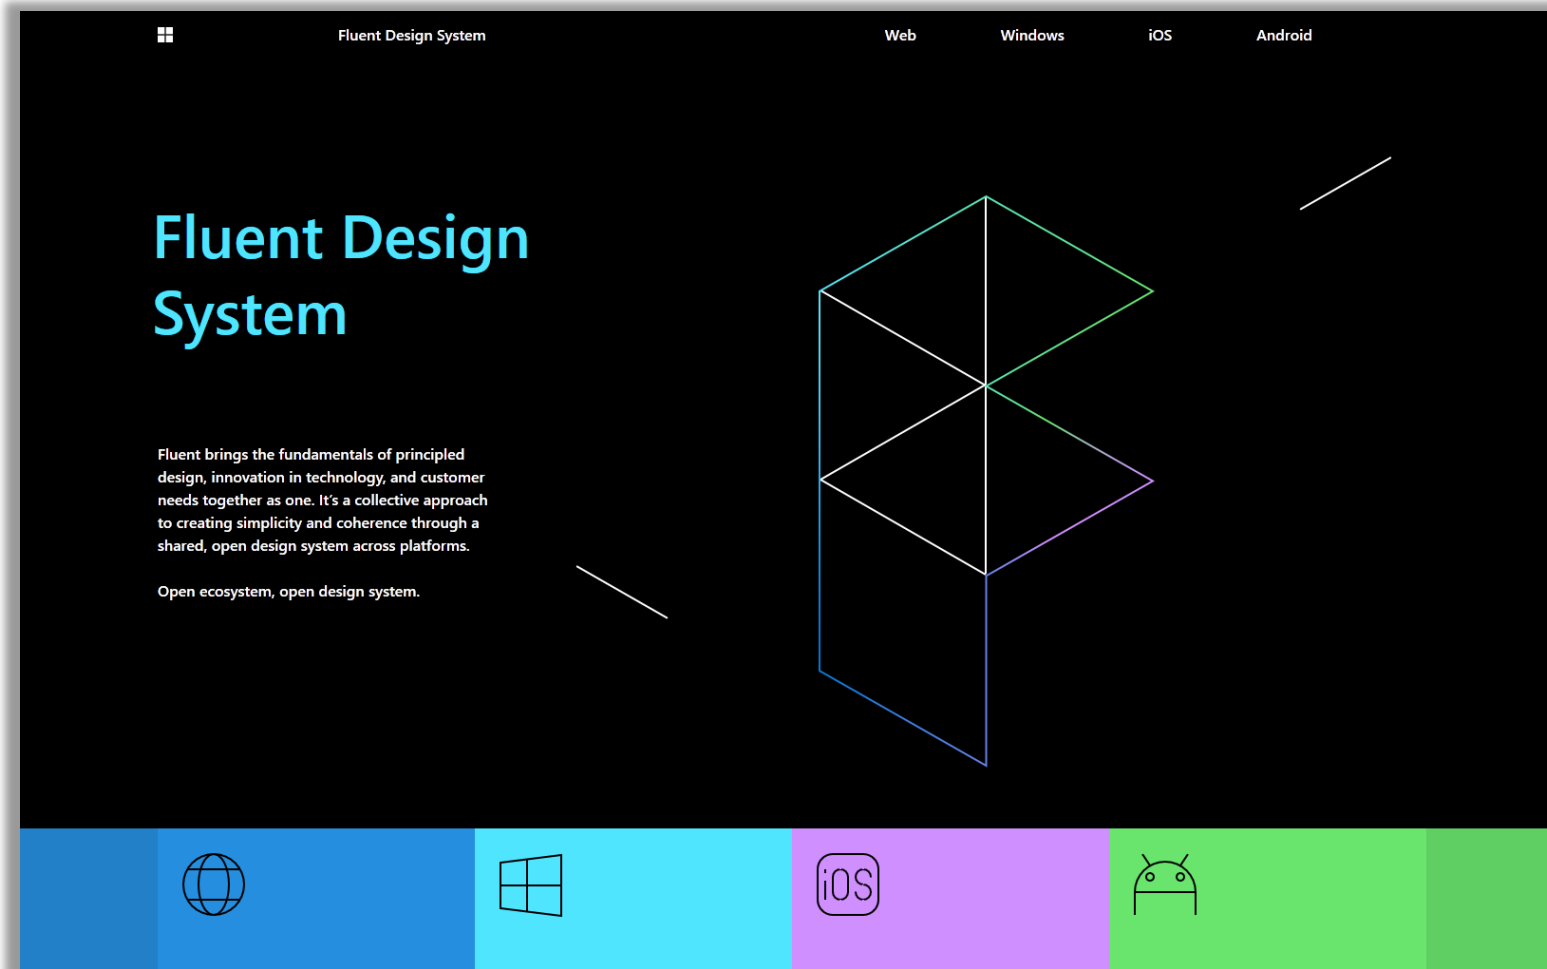 Fluent Design System
Web
Windows
iOS
Android
Fluent Design
System
Fluent brings the fundamentals of principled
design, innovation in technology, and customer
needs together as one. It’s a collective approach
to creating simplicity and coherence through a
shared, open design system across platforms.
Open ecosystem, open design system.
iOS